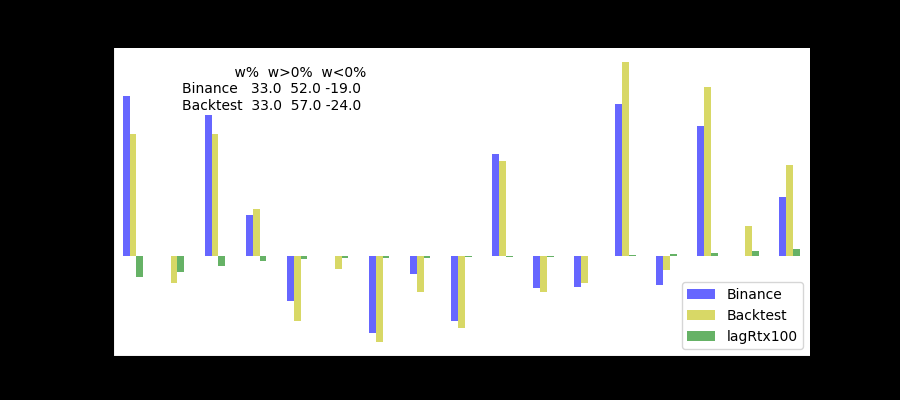 w% w>0% w<0%
Binance 33.0 52.0 -19.0
Backtest 33.0 57.0 -24.0
Binance
Backtest
lagRtx100